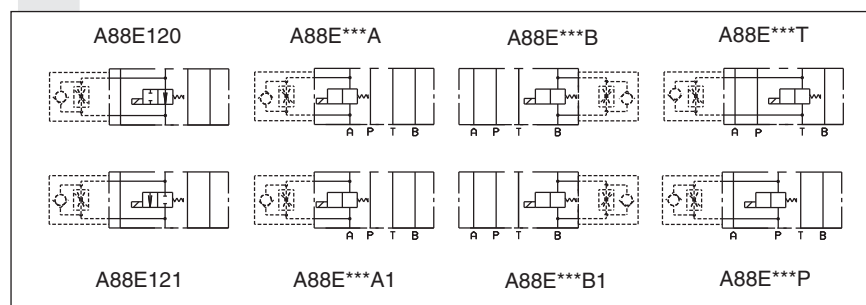 A88E120 A88E***A A88E***B A88E***T
A P T B A P T B A P T B
A P T B A P T B A P T B
A88E121 A88E***A1 A88E***B1 A88E***P